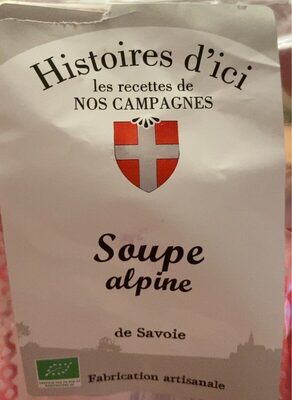 Histoires d'ici
les recettes de
NOS CAMPAGNES
Soupe
alpine
de Savoie
Fabrication artisanale